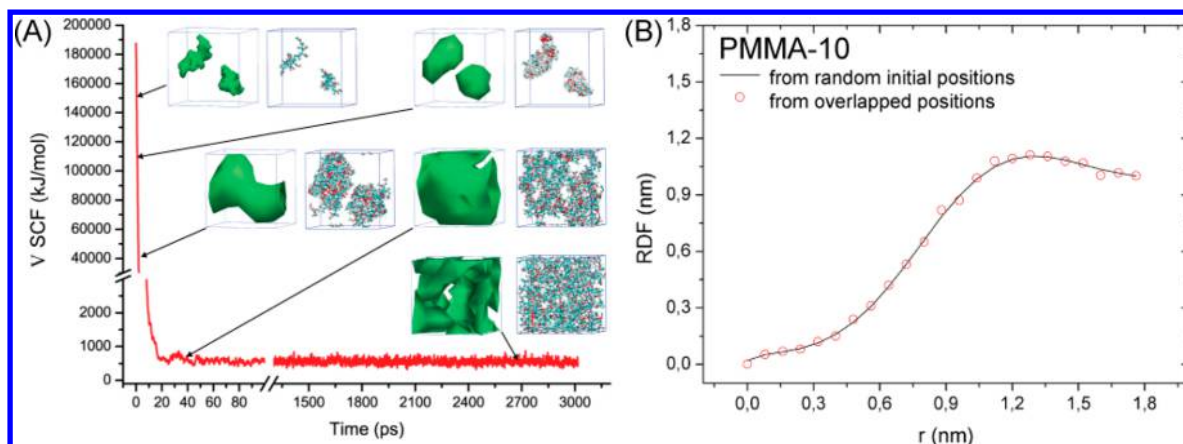 (A)
200000
180000
160000
140000
120000
100000
80000
60000
40000
2000
1000
500
0
V SCF (kJ/mol)
0 20 40 60 80 1500 1800 2100 2400 2700 3000
Time (ps)
(B)
PMMA-10
from random initial positions
from overlapped positions
1.8
1.5
1.2
0.9
0.6
0.3
0.0
RDF (nm)
0,0 0,3 0,6 0,9 1,2 1,5 1,8
r (nm)